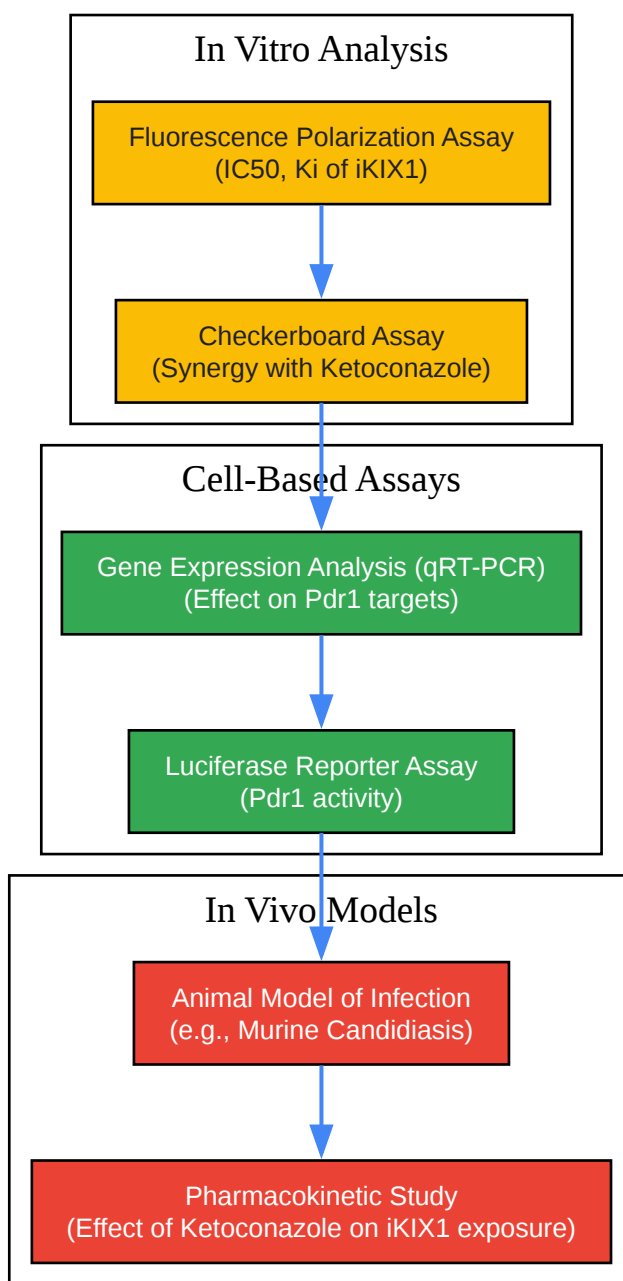 In Vitro Analysis
Fluorescence Polarization Assay
(IC50, Ki of iKIX1)
Checkerboard Assay
(Synergy with Ketoconazole)
Cell-Based Assays
Gene Expression Analysis (qRT-PCR)
(Effect on Pdr1 targets)
Luciferase Reporter Assay
(Pdr1 activity)
In Vivo Models
Animal Model of Infection
(e.g., Murine Candidiasis)
Pharmacokinetic Study
(Effect of Ketoconazole on iKIX1 exposure)